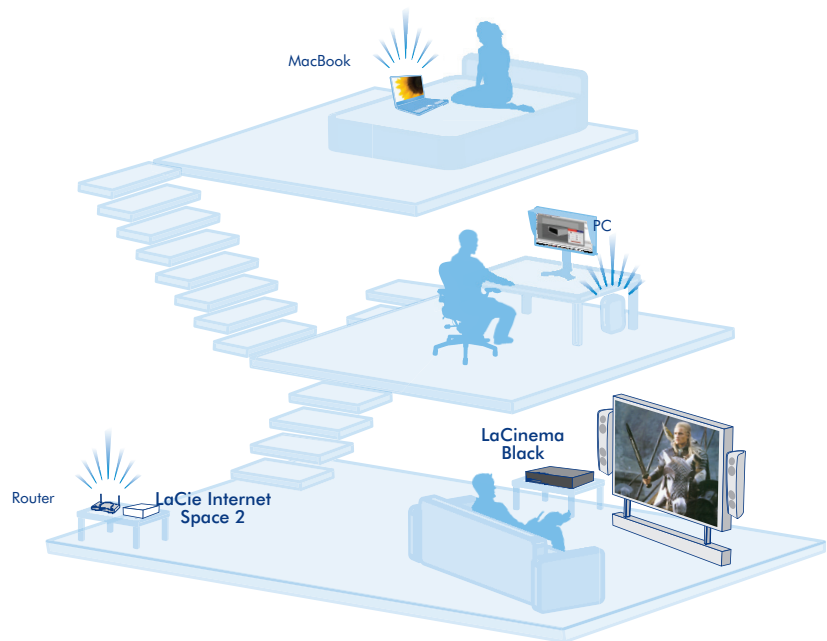 MacBook
PC
LaCinema
Black
Router
LaCie Internet
Space 2